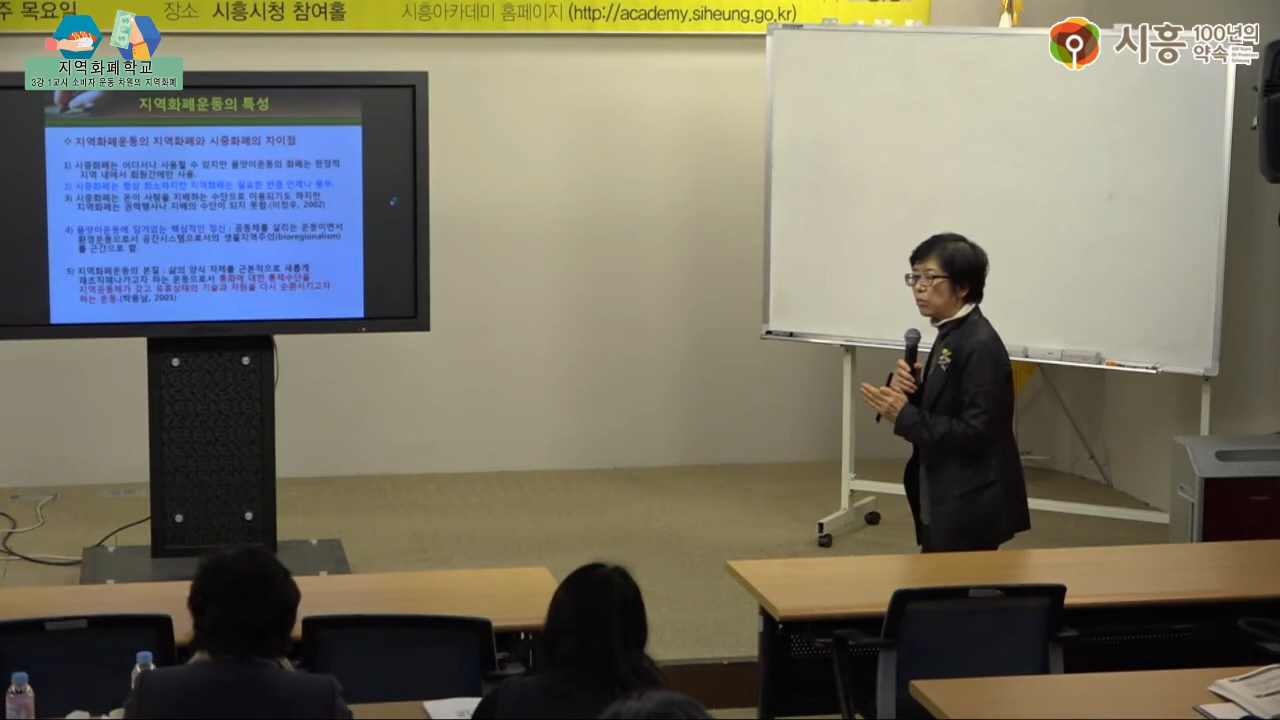 주 목요일 장소 시흥시청 참여홀 시흥아카데미 홈페이지 (http://academy.siheung.go.kr)
지역화폐학교
3강 1교시 소비자 운동 차원의 지역화폐
시흥 100년의 약속
지역화폐운동의 특성
지역화폐운동의 지역화폐와 시중화폐의 차이점
1) 시중화폐는 어디서나 사용될 수 있지만 품앗이운동의 화폐는 한정적
지역 내에서 회원간에만 사용.
2) 시중화폐는 항상 희소하지만 지역화폐는 필요한 만큼 언제나 풍부.
3) 시중화폐는 돈이 사람을 지배하는 수단으로 이용되기도 하지만
지역화폐는 권력행사나 지배의 수단이 되지 못함.(이창우, 2002)
4) 품앗이운동에 담겨있는 핵심적인 정신 : 공동체를 살리는 운동이면서
환경운동으로서 공간시스템으로서의 생물지역주의(bioregionalism)
를 근간으로 함.
5) 지역화폐운동의 본질 : 삶의 양식 자체를 근본적으로 새롭게
재조직해나가고자 하는 운동으로서 통화에 대한 통제수단을
지역공동체가 갖고 유휴상태의 기술과 자원을 다시 순환시키고자
하는 운동.(박용남, 2001)